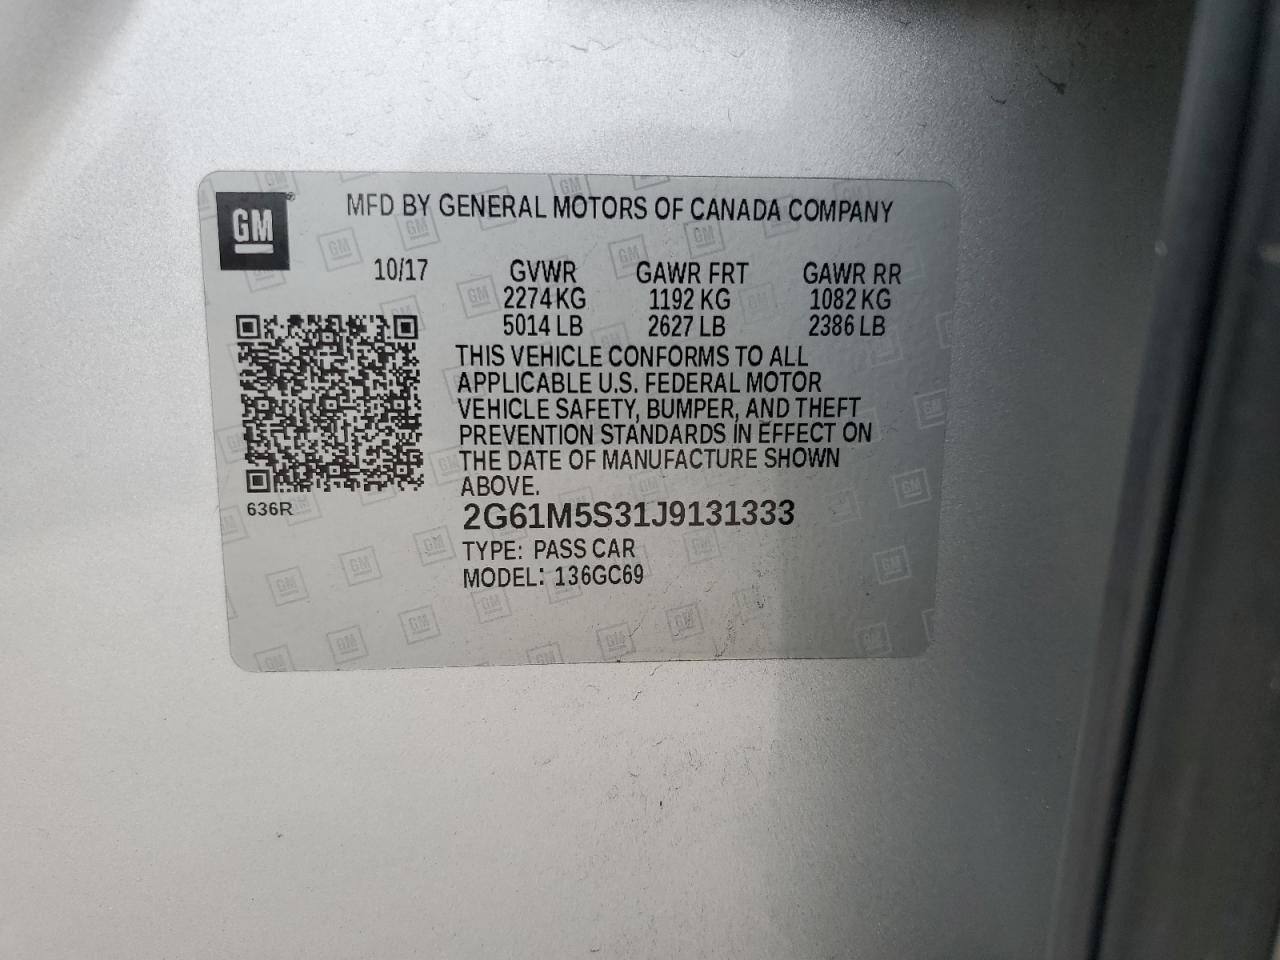 GM
MFD BY GENERAL MOTORS OF CANADA COMPANY
10/17 GVWR GAWR FRT GAWR RR
2274 KG 1192 KG 1082 KG
5014 LB 2627 LB 2386 LB
THIS VEHICLE CONFORMS TO ALL
APPLICABLE U.S. FEDERAL MOTOR
VEHICLE SAFETY, BUMPER, AND THEFT
PREVENTION STANDARDS IN EFFECT ON
THE DATE OF MANUFACTURE SHOWN
ABOVE.
636R
2G61M5S31J9131333
TYPE: PASS CAR
MODEL: 136GC69